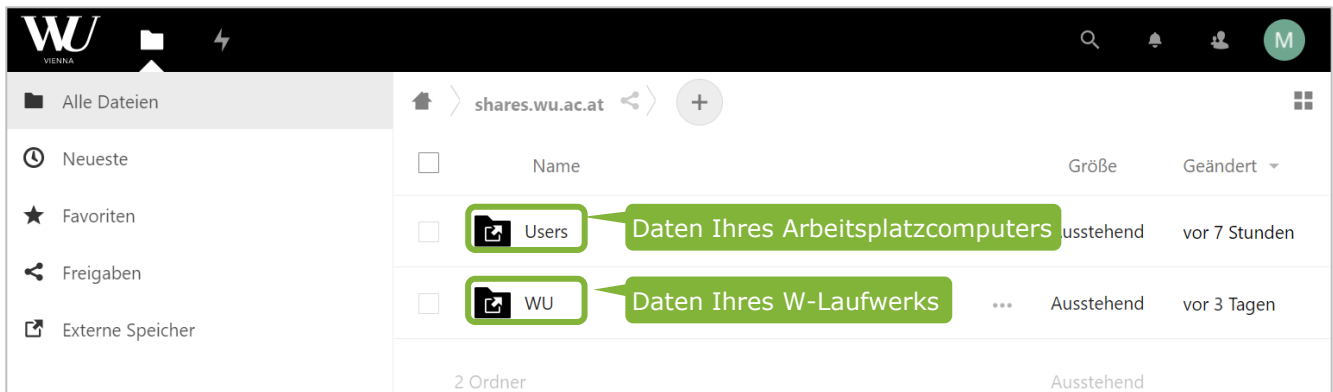 WU
VIENNA
M
Alle Dateien
shares.wu.ac.at
+
Neueste
Name
Größe
Geändert
Favoriten
Users
Daten Ihres Arbeitsplatzcomputers
vor 7 Stunden
Freigaben
WU
Daten Ihres W-Laufwerks
...
Ausstehend
vor 3 Tagen
Externe Speicher
2 Ordner
Ausstehend